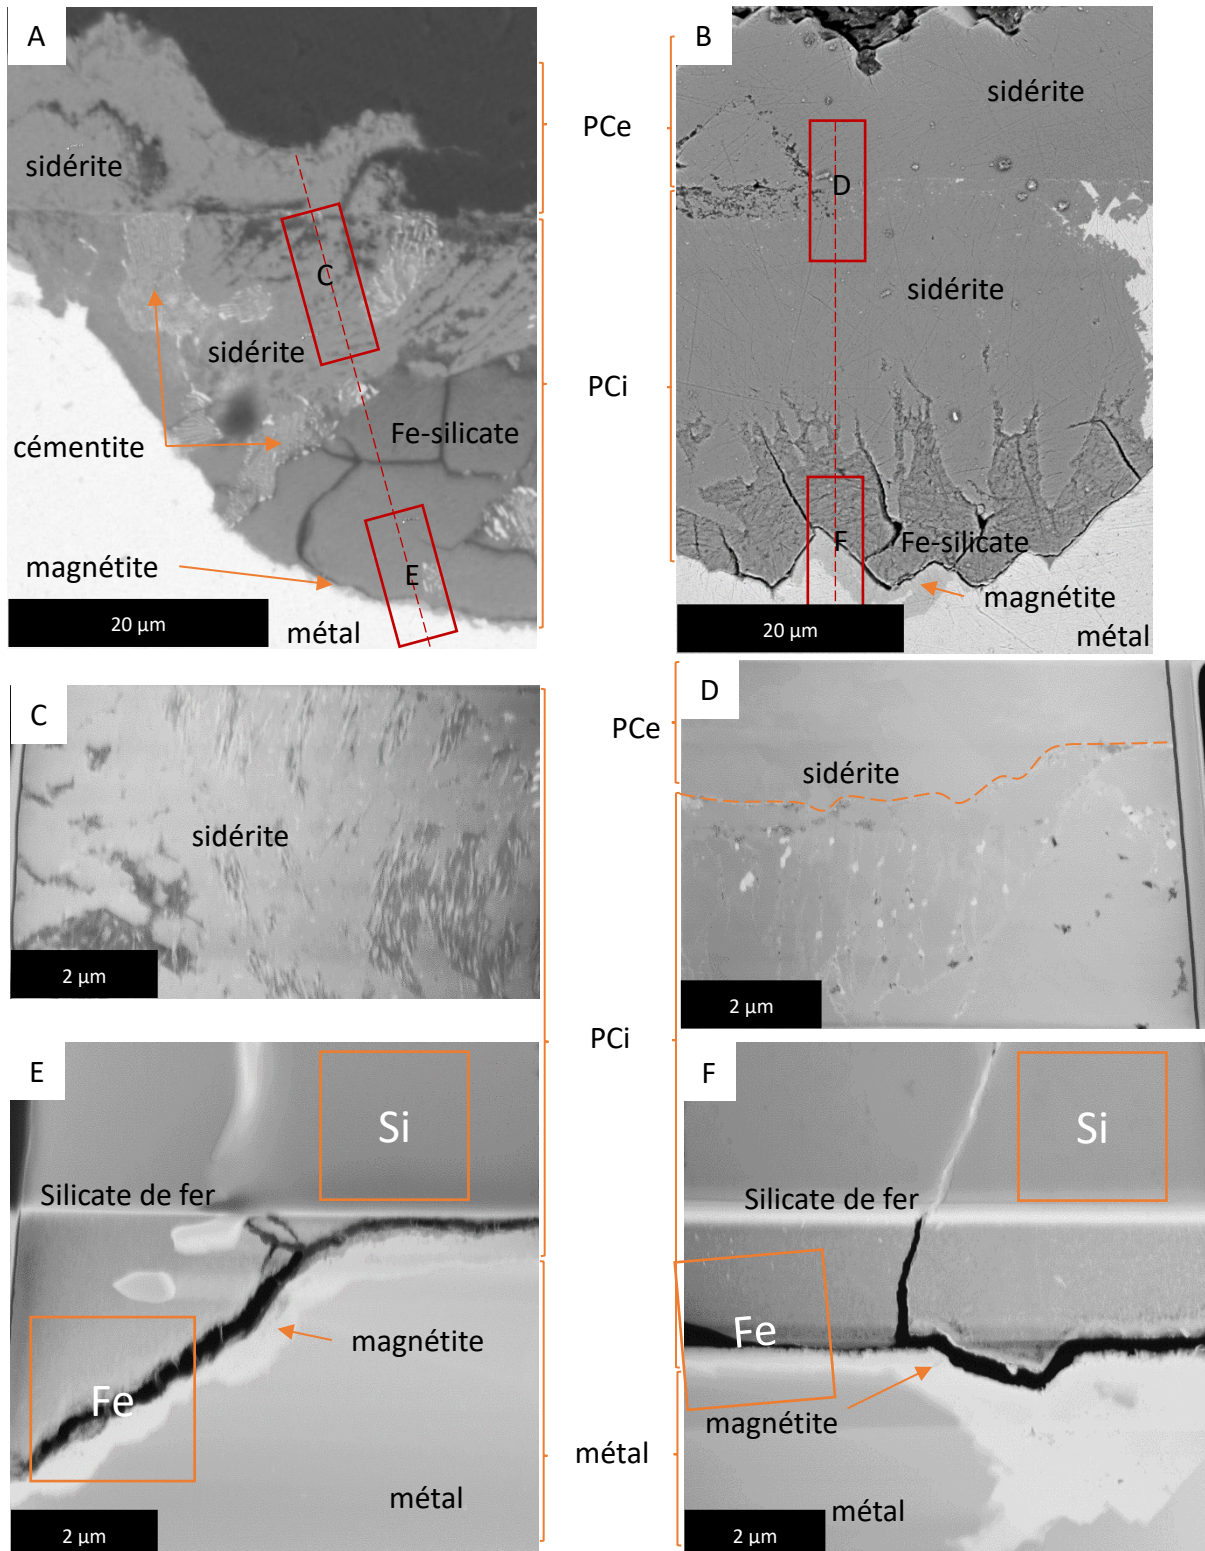 A
sidérite
C
sidérite
cémentite
Fe-silicate
magnétite
E
20 µm
métal
PCe
PCi
B
sidérite
D
sidérite
F
Fe-silicate
magnétite
20 µm
métal
C
sidérite
2 µm
PCe
PCi
métal
D
sidérite
2 µm
E
Si
Silicate de fer
magnétite
Fe
métal
2 µm
F
Si
Silicate de fer
Fe
magnétite
métal
2 µm